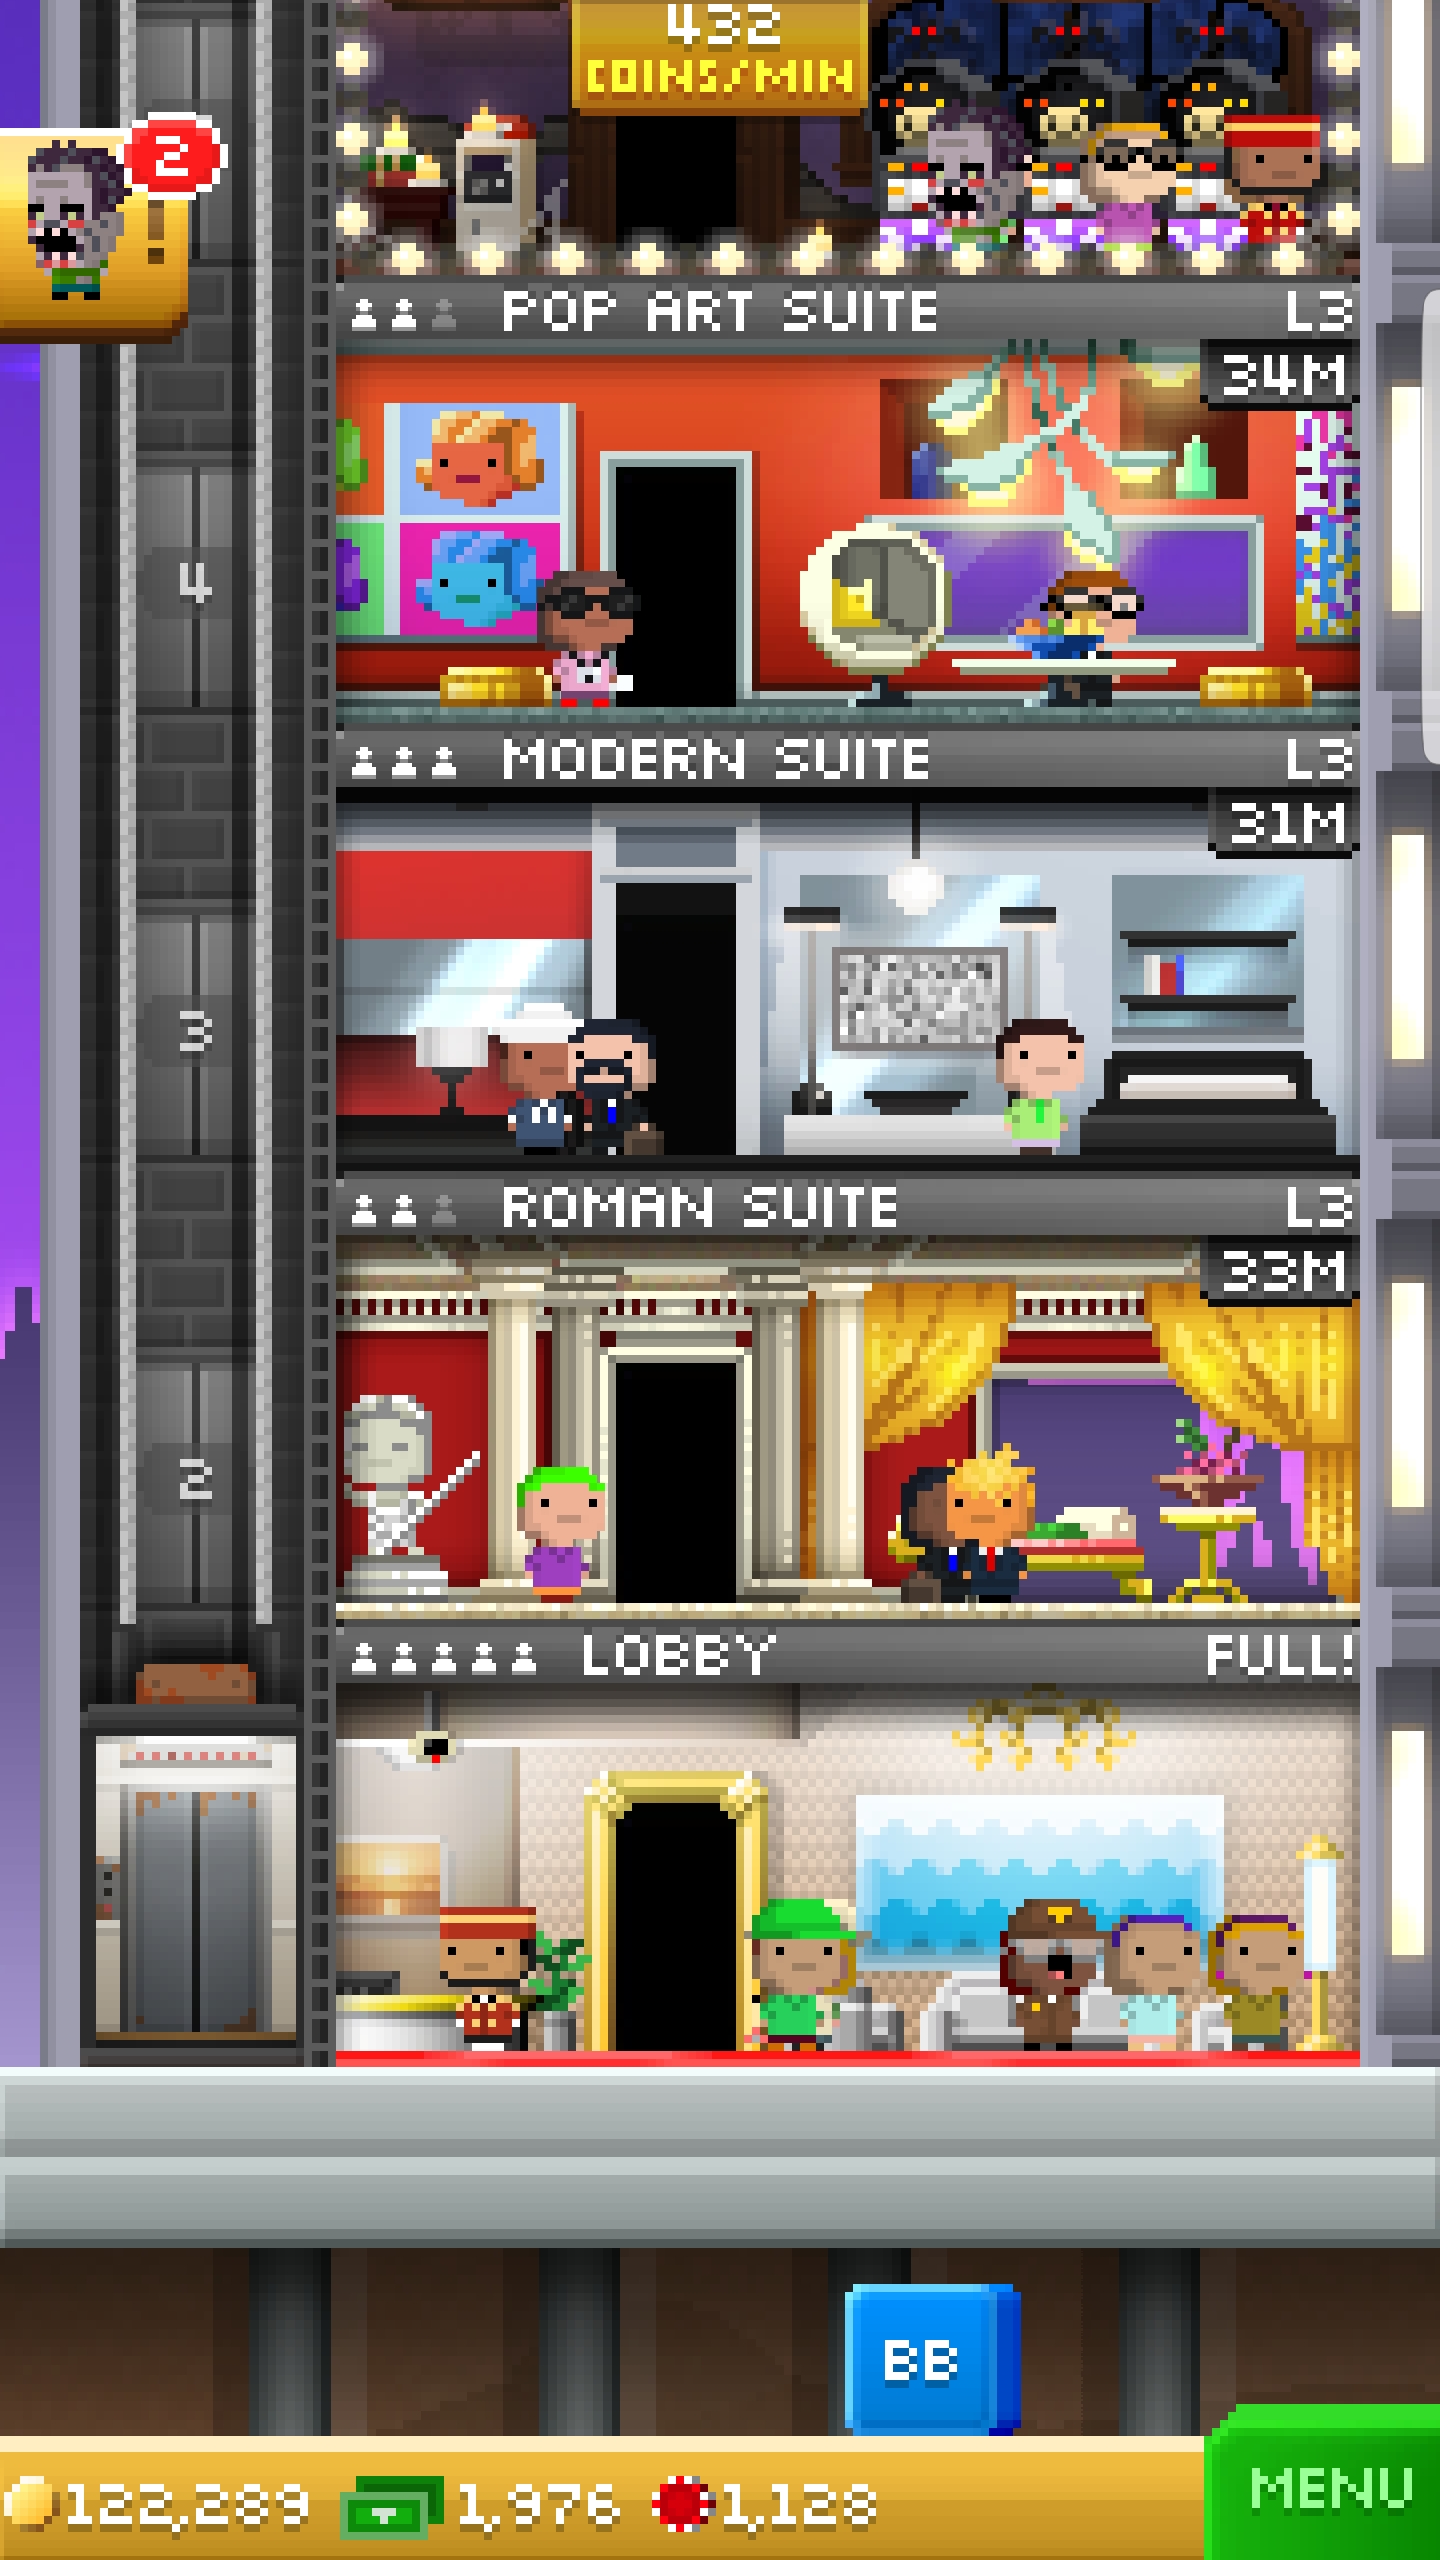 432
COINS/MIN
2
!
POP ART SUITE L3
34M
4
MODERN SUITE L3
31M
3
ROMAN SUITE L3
33M
2
LOBBY FULL!
BB
MENU
122,289 1,976 1,128